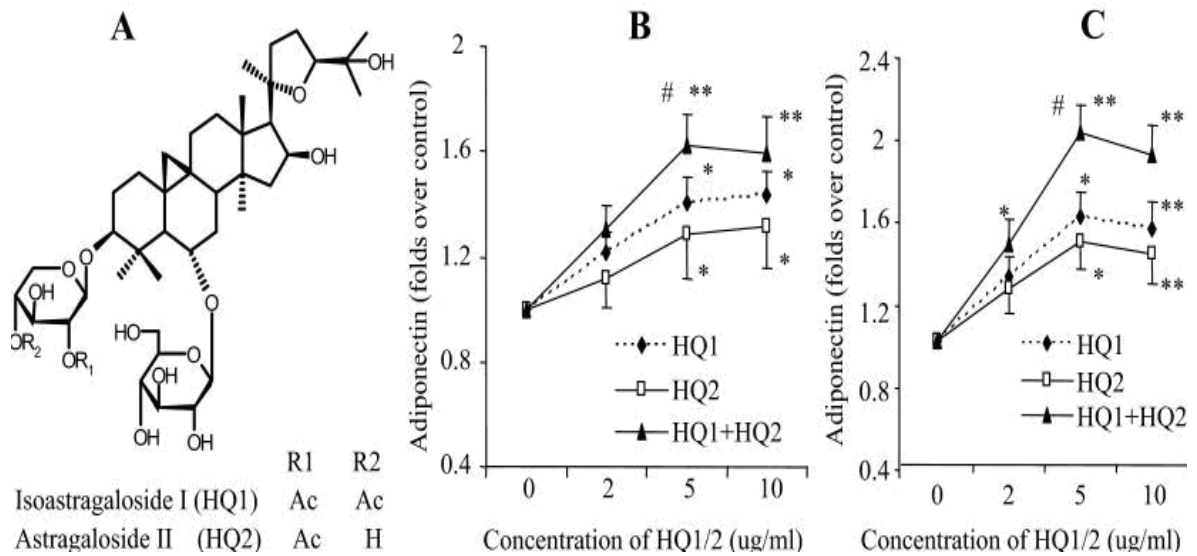 A
OH
OH
O
O
O
OH
OR₂
OR₁
O
HO
O
OH
HO
OH
OH
R1 R2
Isoastragaloside I (HQ1) Ac Ac
Astragaloside II (HQ2) Ac H
B
Adiponectin (folds over control)
2
1.6
1.2
0.8
0.4
# **
**
*
*
*
*
HQ1
HQ2
HQ1+HQ2
0 2 5 10
Concentration of HQ1/2 (ug/ml)
C
Adiponectin (folds over control)
2.4
2
1.6
1.2
0.8
0.4
# **
**
*
*
**
*
**
HQ1
HQ2
HQ1+HQ2
0 2 5 10
Concentration of HQ1/2 (ug/ml)